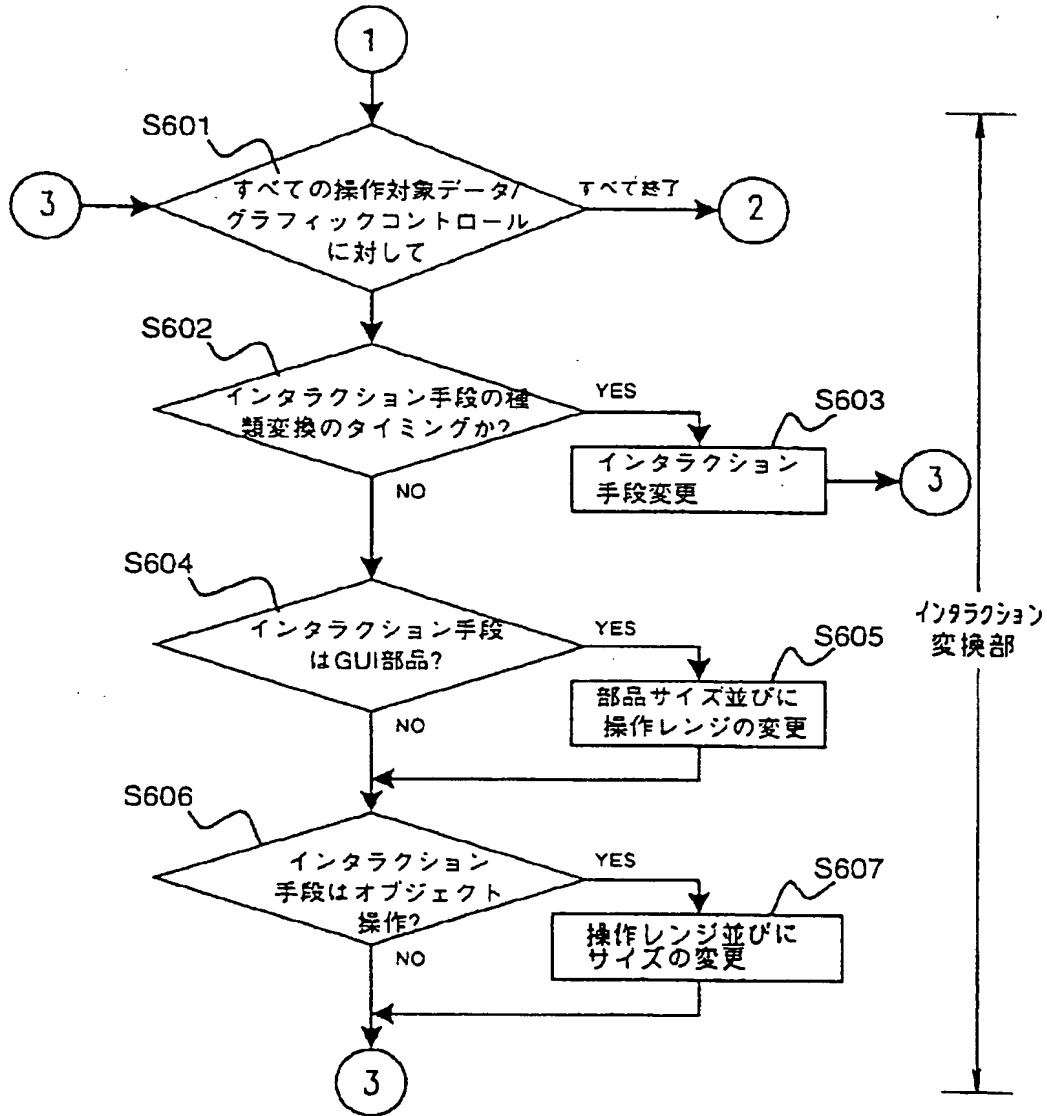 1
S601
3
すべての操作対象データ/
グラフィックコントロール
に対して
すべて終了
2
S602
インタラクション手段の種
類変換のタイミングか?
YES
S603
インタラクション
手段変更
3
NO
S604
インタラクション手段
はGUI部品?
YES
S605
部品サイズ並びに
操作レンジの変更
NO
インタラクション
変換部
S606
インタラクション
手段はオブジェクト
操作?
YES
S607
操作レンジ並びに
サイズの変更
NO
3